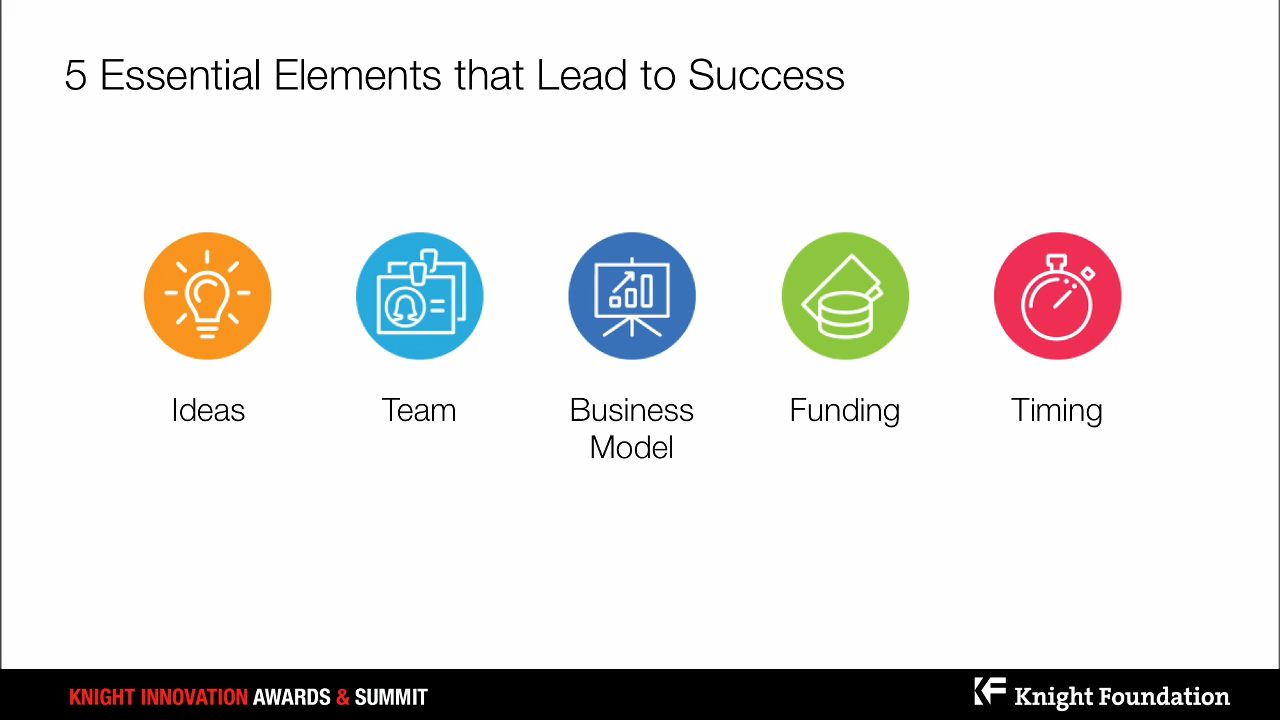 5 Essential Elements that Lead to Success
Ideas
Team
Business
Model
Funding
Timing
KNIGHT INNOVATION AWARDS & SUMMIT
KF Knight Foundation